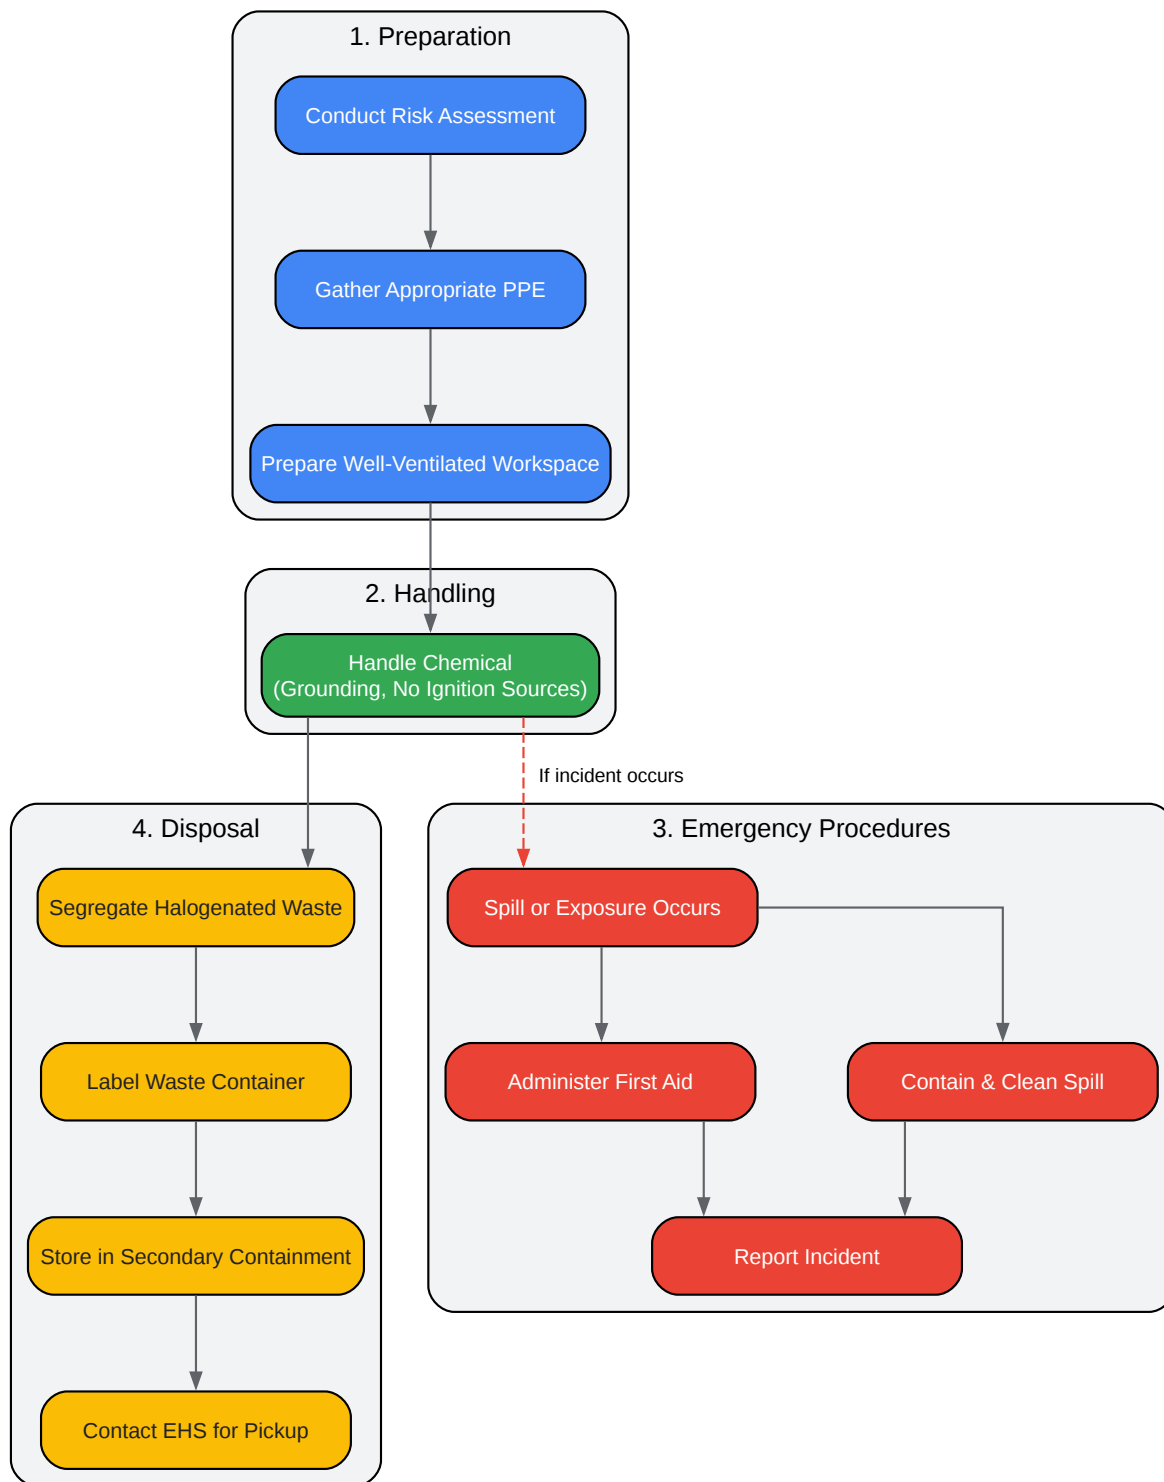 1. Preparation
Conduct Risk Assessment
Gather Appropriate PPE
Prepare Well-Ventilated Workspace
2. Handling
Handle Chemical
(Grounding, No Ignition Sources)
If incident occurs
4. Disposal
Segregate Halogenated Waste
Label Waste Container
Store in Secondary Containment
Contact EHS for Pickup
3. Emergency Procedures
Spill or Exposure Occurs
Administer First Aid
Contain & Clean Spill
Report Incident